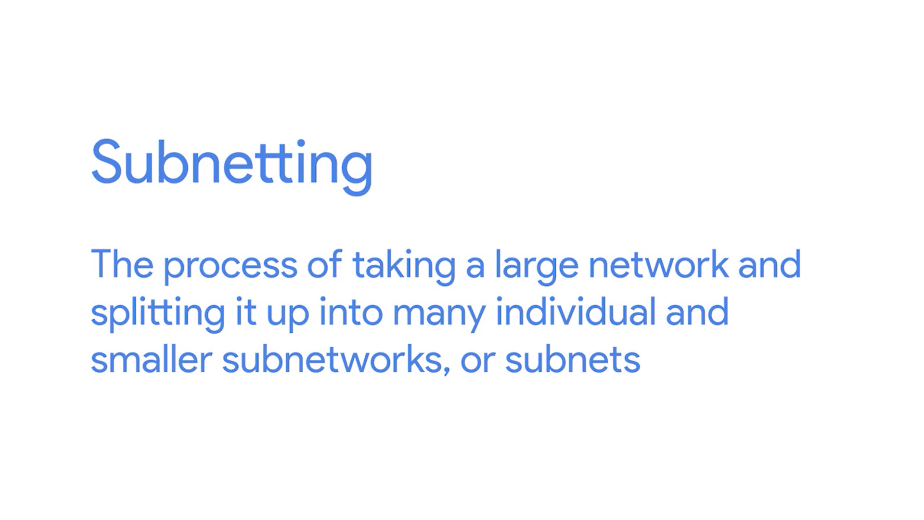 Subnetting
The process of taking a large network and
splitting it up into many individual and
smaller subnetworks, or subnets